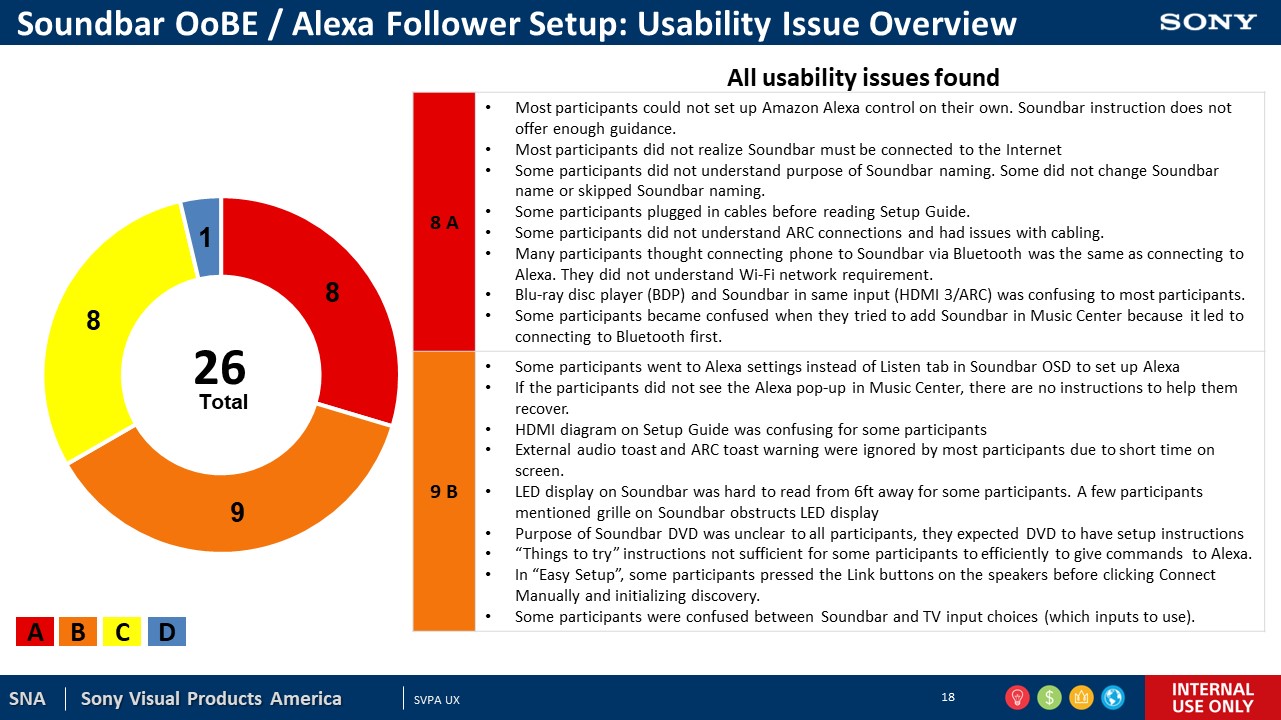 Soundbar OoBE / Alexa Follower Setup: Usability Issue Overview
SONY
All usability issues found
8 A
• Most participants could not set up Amazon Alexa control on their own. Soundbar instruction does not
offer enough guidance.
• Most participants did not realize Soundbar must be connected to the Internet
• Some participants did not understand purpose of Soundbar naming. Some did not change Soundbar
name or skipped Soundbar naming.
• Some participants plugged in cables before reading Setup Guide.
• Some participants did not understand ARC connections and had issues with cabling.
• Many participants thought connecting phone to Soundbar via Bluetooth was the same as connecting to
Alexa. They did not understand Wi-Fi network requirement.
• Blu-ray disc player (BDP) and Soundbar in same input (HDMI 3/ARC) was confusing to most participants.
• Some participants became confused when they tried to add Soundbar in Music Center because it led to
connecting to Bluetooth first.
9 B
• Some participants went to Alexa settings instead of Listen tab in Soundbar OSD to set up Alexa
• If the participants did not see the Alexa pop-up in Music Center, there are no instructions to help them
recover.
• HDMI diagram on Setup Guide was confusing for some participants
• External audio toast and ARC toast warning were ignored by most participants due to short time on
screen.
• LED display on Soundbar was hard to read from 6ft away for some participants. A few participants
mentioned grille on Soundbar obstructs LED display
• Purpose of Soundbar DVD was unclear to all participants, they expected DVD to have setup instructions
• “Things to try” instructions not sufficient for some participants to efficiently to give commands to Alexa.
• In “Easy Setup”, some participants pressed the Link buttons on the speakers before clicking Connect
Manually and initializing discovery.
• Some participants were confused between Soundbar and TV input choices (which inputs to use).
1
8
8
26
Total
9
A B C D
SNA
Sony Visual Products America
SVPA UX
18
INTERNAL
USE ONLY